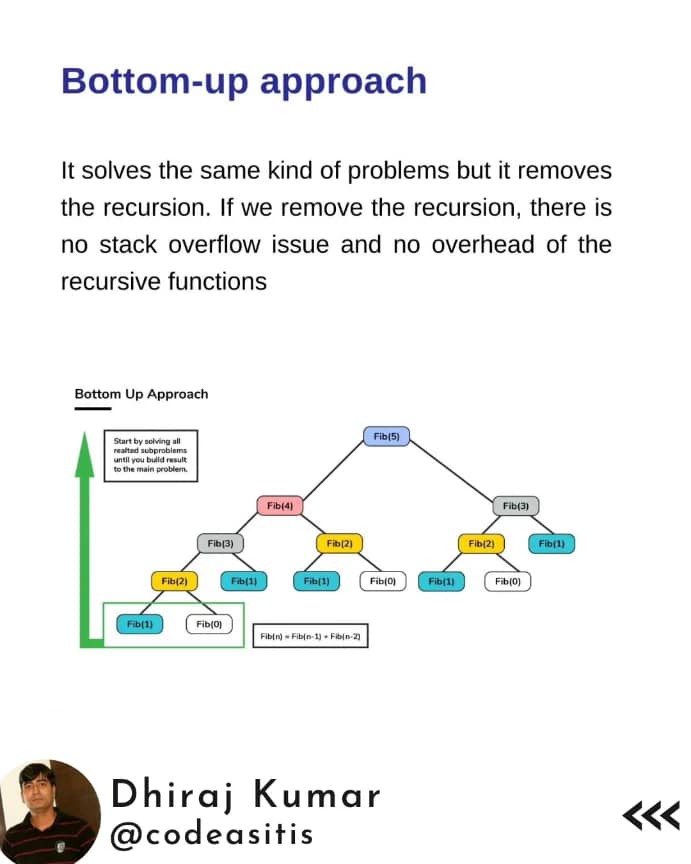 Bottom-up approach
It solves the same kind of problems but it removes
the recursion. If we remove the recursion, there is
no stack overflow issue and no overhead of the
recursive functions
Bottom Up Approach
Start by solving all
realted subproblems
until you build result
to the main problem.
Fib(5)
Fib(4)
Fib(3)
Fib(3)
Fib(2)
Fib(2)
Fib(1)
Fib(2)
Fib(1)
Fib(1)
Fib(0)
Fib(1)
Fib(0)
Fib(1)
Fib(0)
Fib(n) = Fib(n-1) + Fib(n-2)
Dhiraj Kumar
@codeasitis